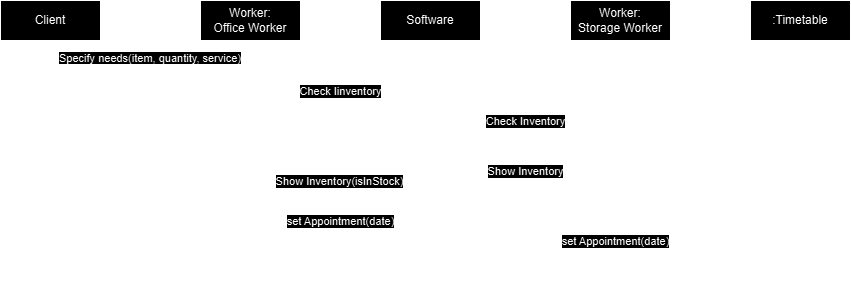 Client
Worker:
Office Worker
Software
Worker:
Storage Worker
:Timetable
Specify needs(item, quantity, service)
Check Iinventory
Check Inventory
Show Inventory
Show Inventory(isInStock)
set Appointment(date)
set Appointment(date)